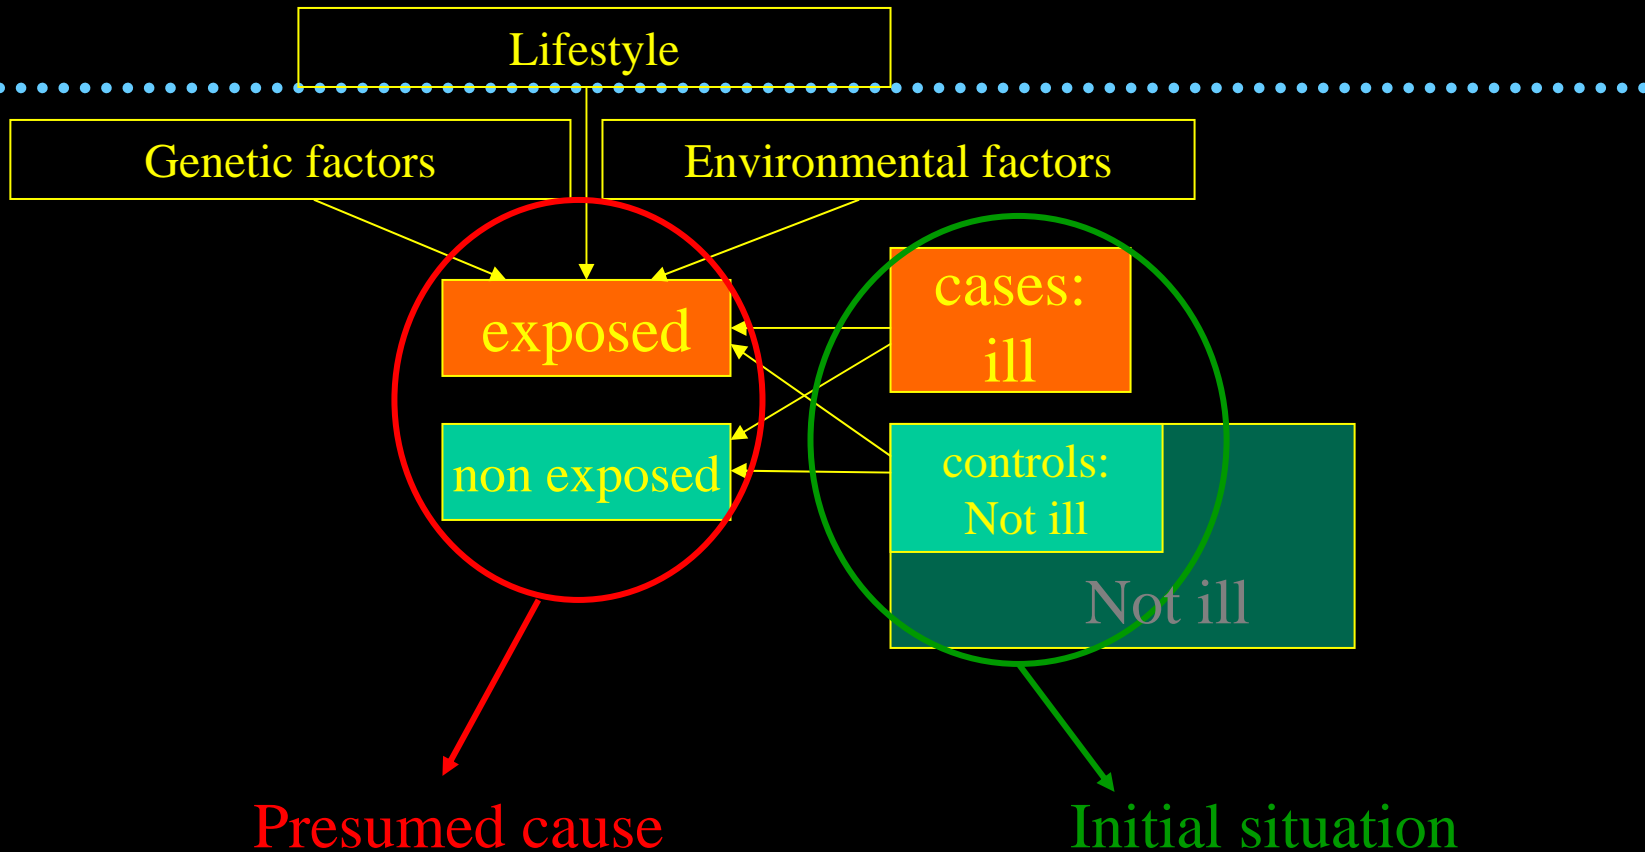 Lifestyle
Genetic factors
Environmental factors
exposed
cases:
ill
non exposed
controls:
Not ill
Not ill
Presumed cause
Initial situation